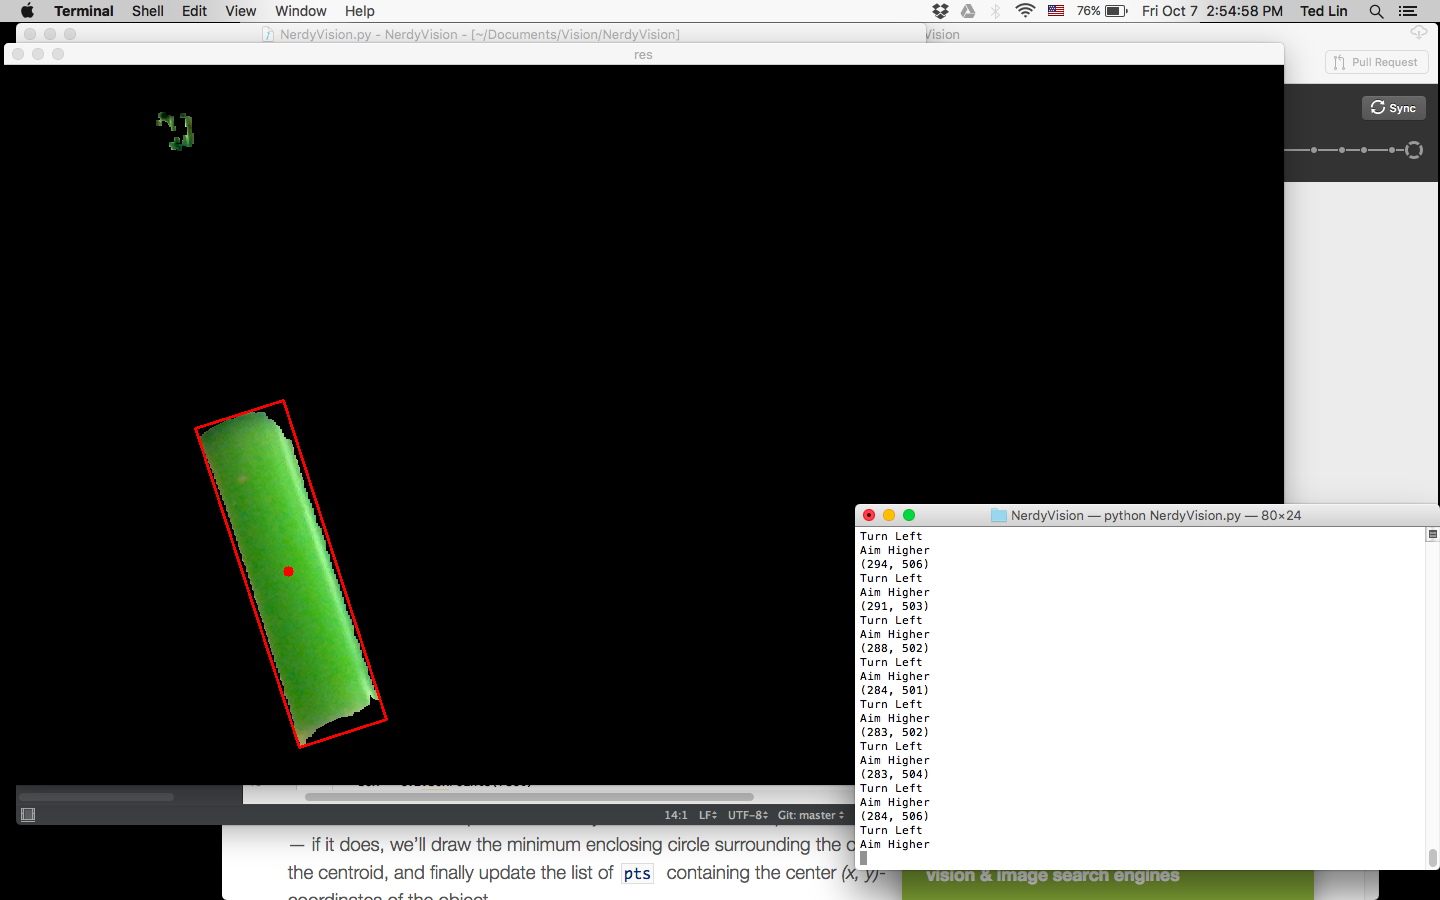 Terminal Shell Edit View Window Help 76% Fri Oct 7 2:54:58 PM Ted Lin
NerdyVision.py - NerdyVision - [~/Documents/Vision/NerdyVision]
Vision
res
Pull Request
Sync
NerdyVision — python NerdyVision.py — 80×24
Turn Left
Aim Higher
(294, 506)
Turn Left
Aim Higher
(291, 503)
Turn Left
Aim Higher
(288, 502)
Turn Left
Aim Higher
(284, 501)
Turn Left
Aim Higher
(283, 502)
Turn Left
Aim Higher
(283, 504)
Turn Left
Aim Higher
(284, 506)
Turn Left
Aim Higher
14:1 LF UTF-8 Git: master
— if it does, we'll draw the minimum enclosing circle surrounding the
the centroid, and finally update the list of pts containing the center (x, y)-
coordinates of the object
vision & image search engines